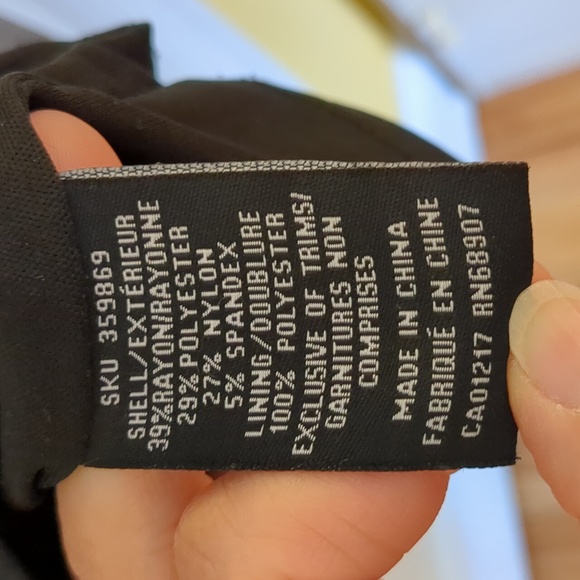 SKU 359869
SHELL/EXTÉRIEUR
39%RAYON/RAYONNE
29% POLYESTER
27% NYLON
5% SPANDEX
LINING/DOUBLURE
100% POLYESTER
EXCLUSIVE OF TRIMS/
GARNITURES NON
COMPRISES
MADE IN CHINA
FABRIQUÉ EN CHINE
CA01217 RN68907